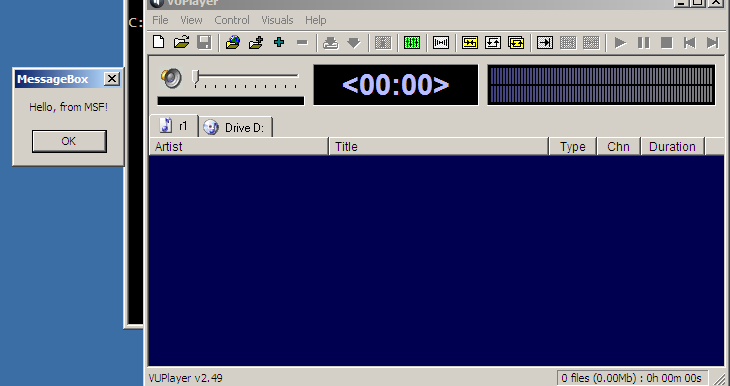 VUPlayer
File View Control Visuals Help
C:
MessageBox
Hello, from MSF!
OK
<00:00>
r1 Drive D:
Artist Title Type Chn Duration
VUPlayer v2.49 0 files (0.00Mb) : 0h 00m 00s